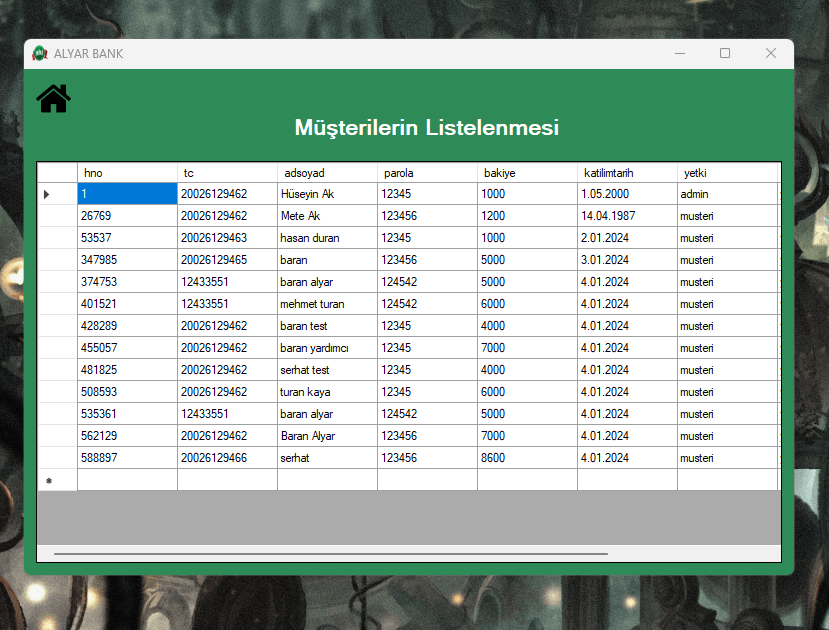 ALYAR BANK
Müşterilerin Listelenmesi
hno tc adsoyad parola bakiye katilimtarih yetki
1 20026129462 Hüseyin Ak 12345 1000 1.05.2000 admin
26769 20026129462 Mete Ak 123456 1200 14.04.1987 musteri
53537 20026129463 hasan duran 12345 1000 2.01.2024 musteri
347985 20026129465 baran 123456 5000 3.01.2024 musteri
374753 12433551 baran alyar 124542 5000 4.01.2024 musteri
401521 12433551 mehmet turan 124542 6000 4.01.2024 musteri
428289 20026129462 baran test 12345 4000 4.01.2024 musteri
455057 20026129462 baran yardımcı 12345 7000 4.01.2024 musteri
481825 20026129462 serhat test 12345 4000 4.01.2024 musteri
508593 20026129462 turan kaya 12345 6000 4.01.2024 musteri
535361 12433551 baran alyar 124542 5000 4.01.2024 musteri
562129 20026129462 Baran Alyar 123456 7000 4.01.2024 musteri
588897 20026129466 serhat 123456 8600 4.01.2024 musteri